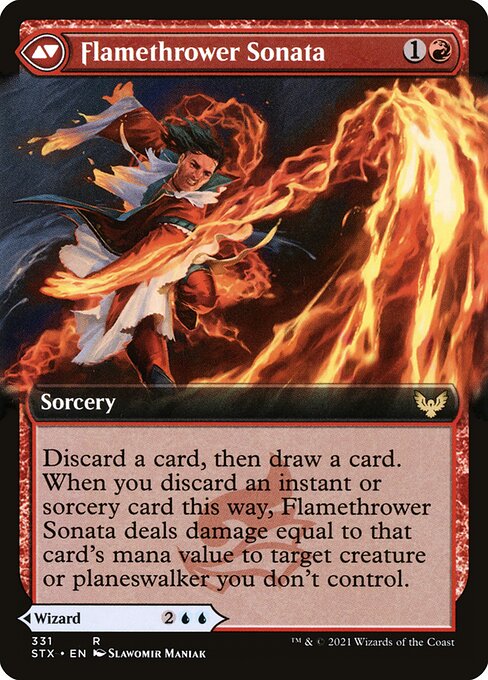 Flamethrower Sonata 1
Sorcery
Discard a card, then draw a card.
When you discard an instant or
sorcery card this way, Flamethrower
Sonata deals damage equal to that
card's mana value to target creature
or planeswalker you don't control.
Wizard 2
331 R
STX • EN Slawomir Maniak
™ & © 2021 Wizards of the Coast